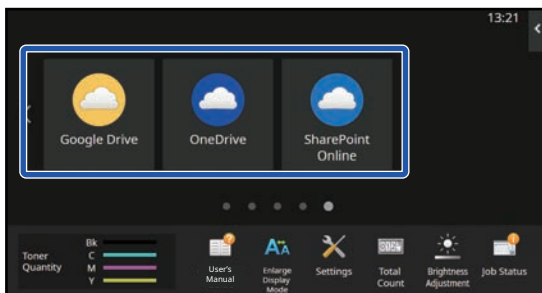 13:21
Google Drive
OneDrive
SharePoint
Online
Toner
Quantity
Bk
C
M
Y
User's
Manual
Enlarge
Display
Mode
Settings
Total
Count
Brightness
Adjustment
Job Status